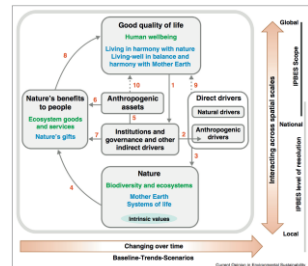 Good quality of life
Human wellbeing
Living in harmony with nature
Living-well in balance and
harmony with Mother Earth
8
10
9
1
Nature's benefits
to people
Ecosystem goods
and services
Nature's gifts
6
Anthropogenic
assets
5
Direct drivers
Natural drivers
Anthropogenic
drivers
7
Institutions and
governance and other
indirect drivers
2
3
4
Nature
Biodiversity and ecosystems
Mother Earth
Systems of life
Intrinsic values
Global
IPBES Scope
National
IPBES level of resolution
Local
Interacting across spatial scales
Changing over time
Baseline-Trends-Scenarios
Current Opinion in Environmental Sustainability